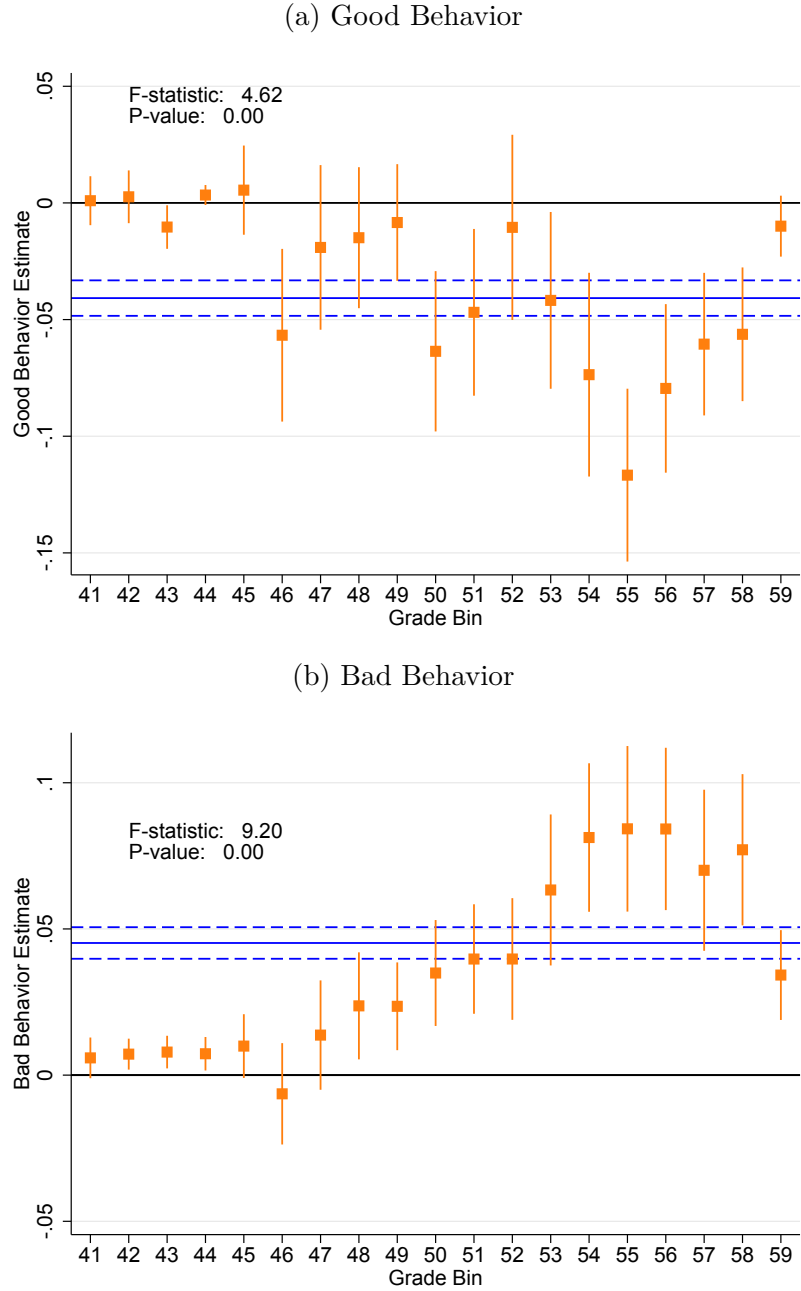 (a) Good Behavior
F-statistic: 4.62
P-value: 0.00
Good Behavior Estimate
.05
0
-.05
-.1
-.15
41 42 43 44 45 46 47 48 49 50 51 52 53 54 55 56 57 58 59
Grade Bin
(b) Bad Behavior
F-statistic: 9.20
P-value: 0.00
Bad Behavior Estimate
.1
.05
0
-.05
41 42 43 44 45 46 47 48 49 50 51 52 53 54 55 56 57 58 59
Grade Bin